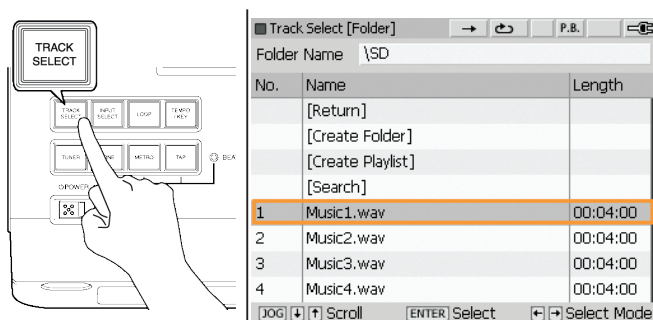 TRACK
SELECT
TRACK
SELECT
INPUT
SELECT
LOOP
TEMPO
/KEY
TUNER
METRO
TAP
POWER
Track Select [Folder]
P.B.
Folder Name \SD
No. Name Length
[Return]
[Create Folder]
[Create Playlist]
[Search]
1 Music1.wav 00:04:00
2 Music2.wav 00:04:00
3 Music3.wav 00:04:00
4 Music4.wav 00:04:00
JOG Scroll ENTER Select Select Mode